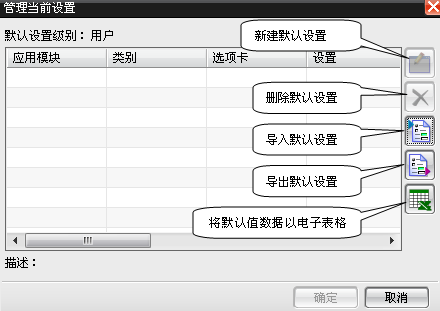 管理当前设置
默认设置级别：用户
新建默认设置
应用模块 类别 选项卡 设置
删除默认设置
导入默认设置
导出默认设置
将默认值数据以电子表格
描述：
确定 取消